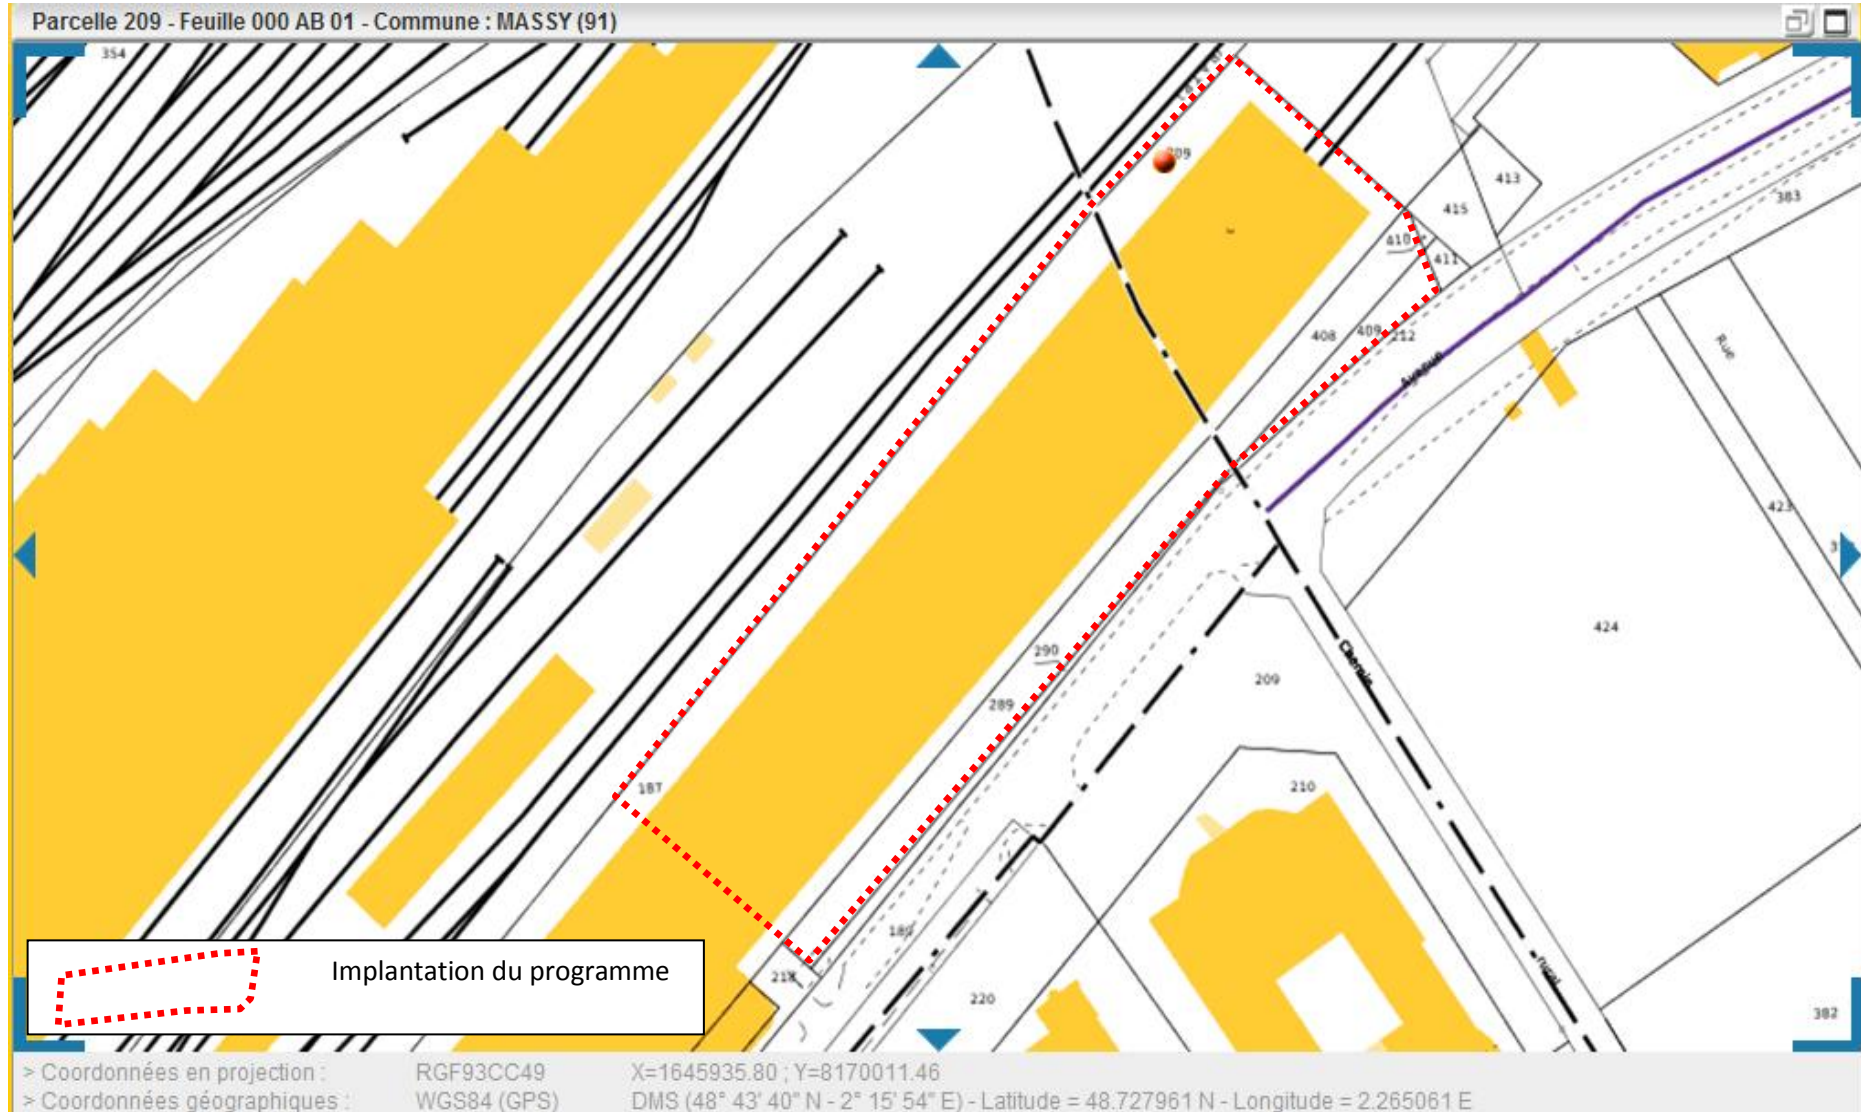 Parcelle 209 - Feuille 000 AB 01 - Commune : MASSY (91)
354
413
415
383
410
411
408
409
212
Avenue
Rue
423
424
290
289
209
Chemin
187
210
189
218
220
rural
382
Implantation du programme
> Coordonnées en projection : RGF93CC49 X=1645935.80 ; Y=8170011.46
> Coordonnées géographiques : WGS84 (GPS) DMS (48° 43' 40" N - 2° 15' 54" E) - Latitude = 48.727961 N - Longitude = 2.265061 E